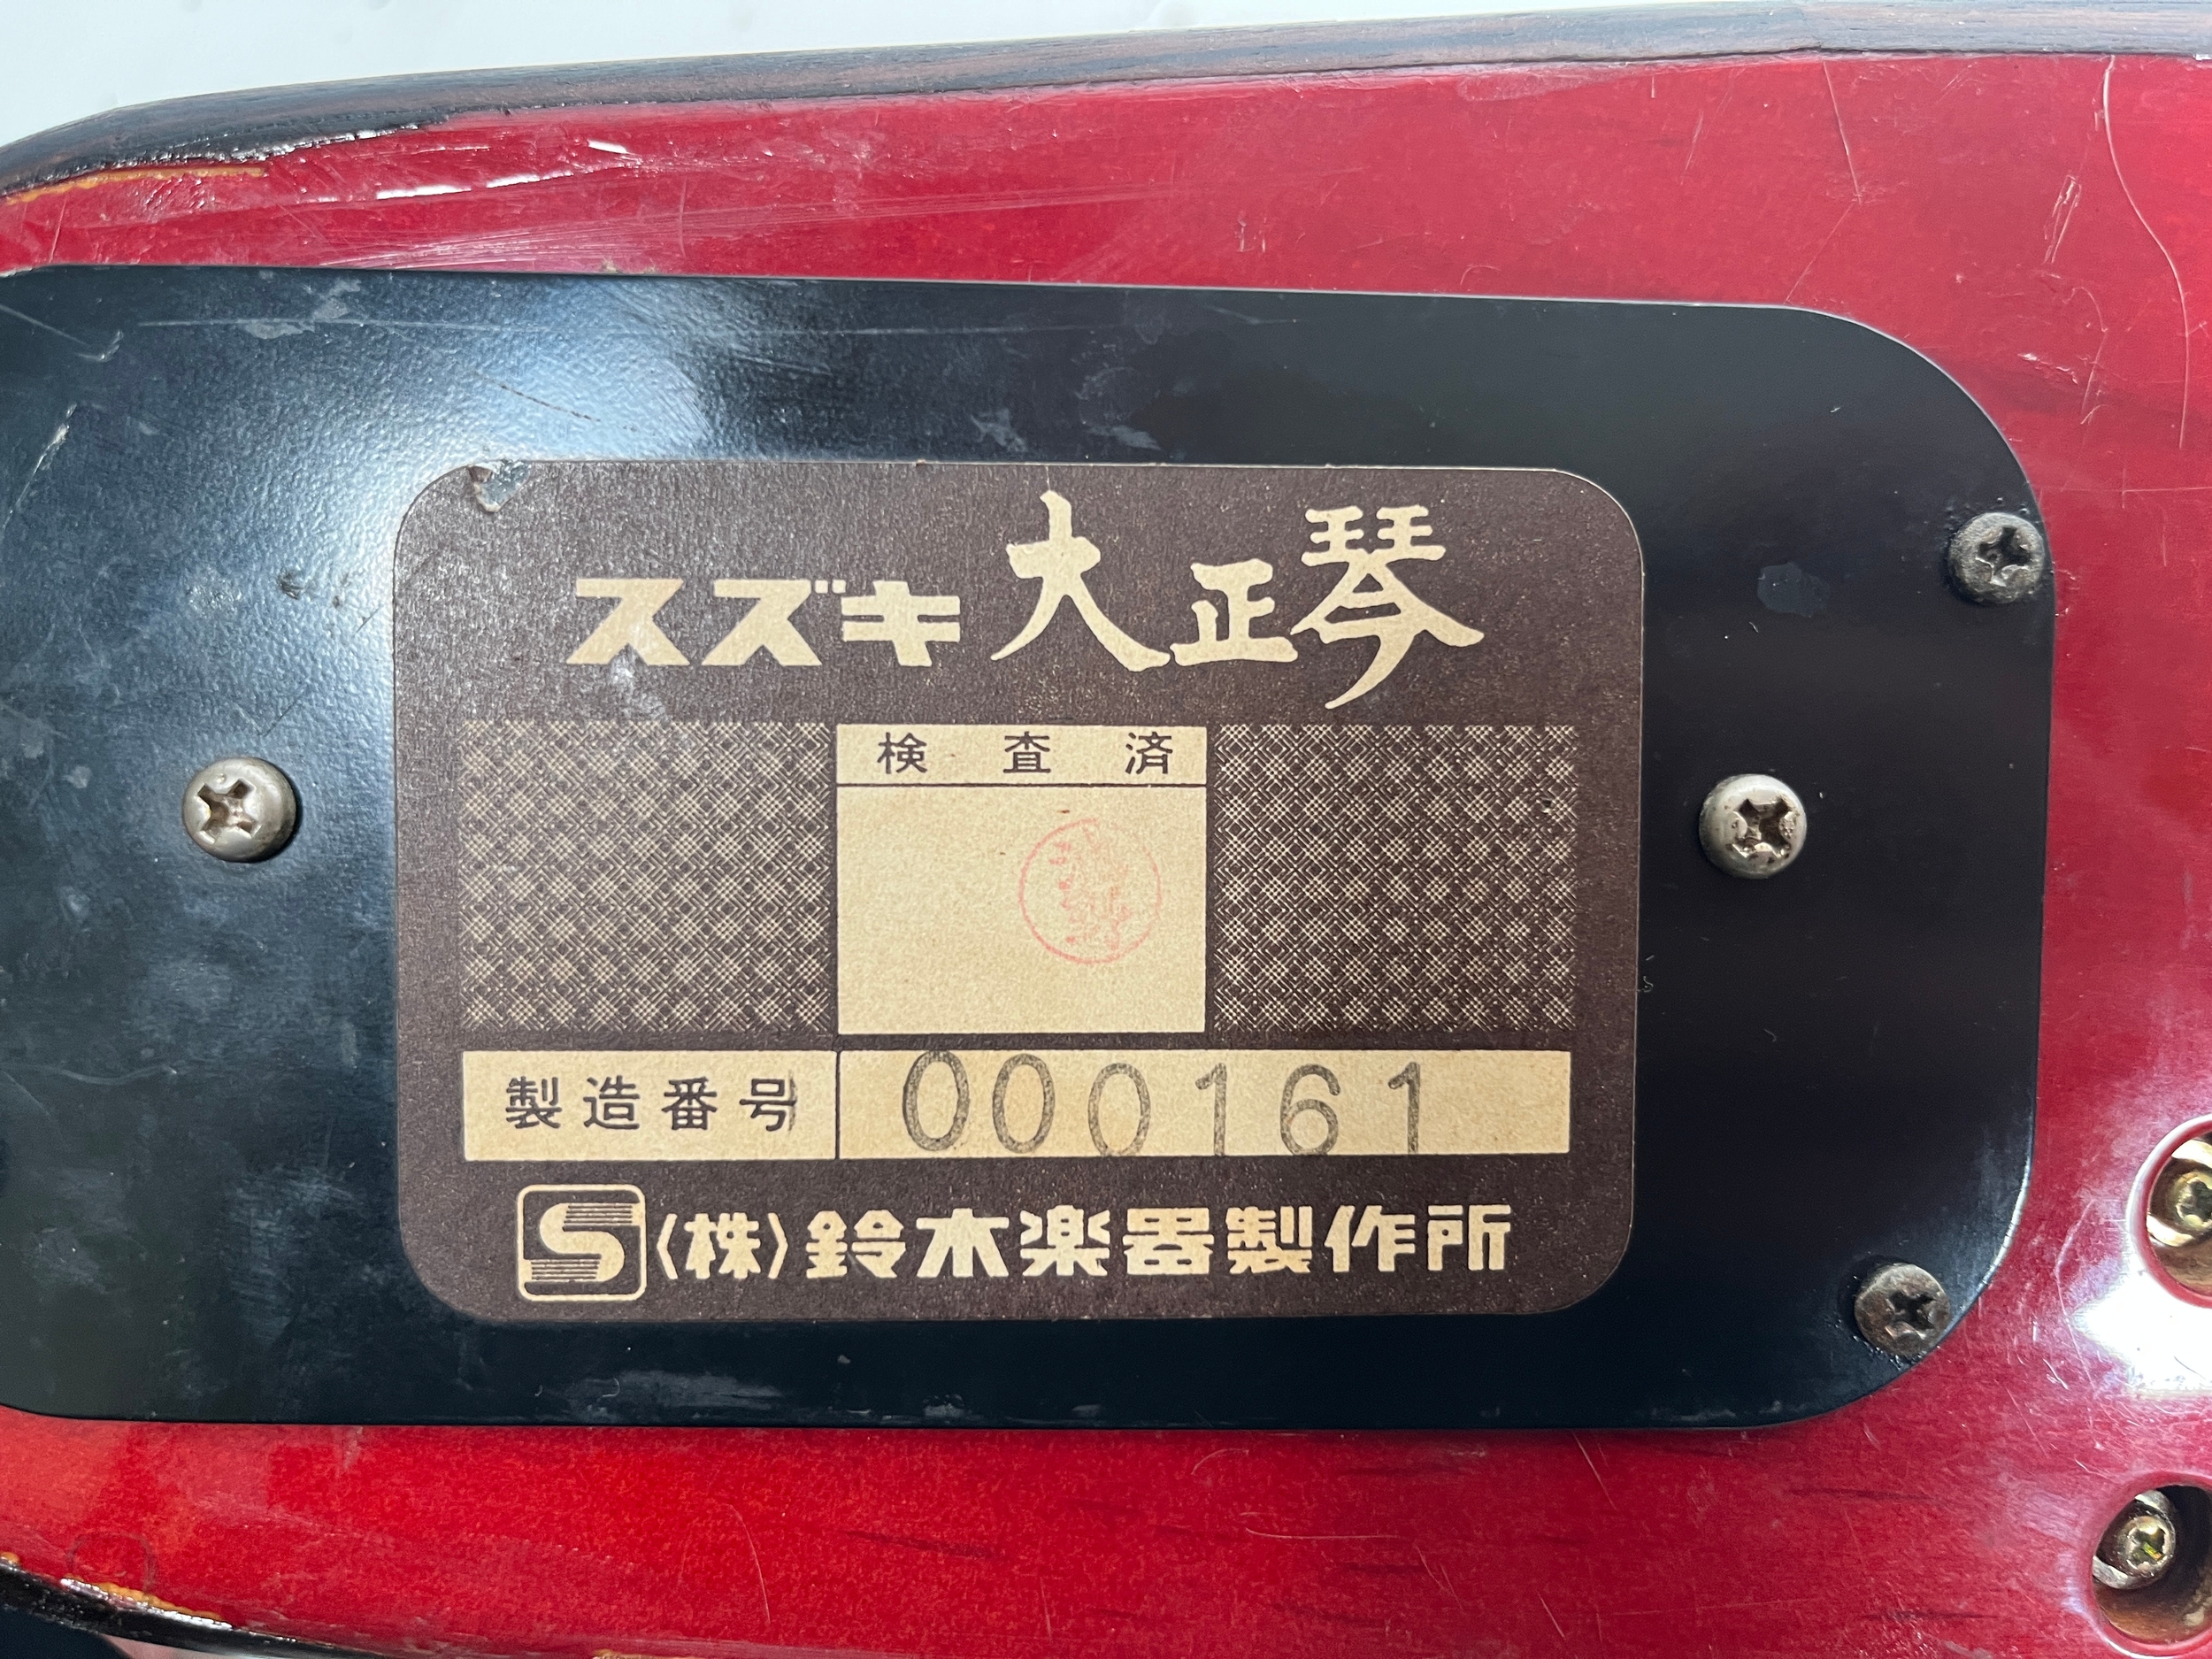 スズキ大正琴
検査済
製造番号 000161
S〈株〉鈴木楽器製作所